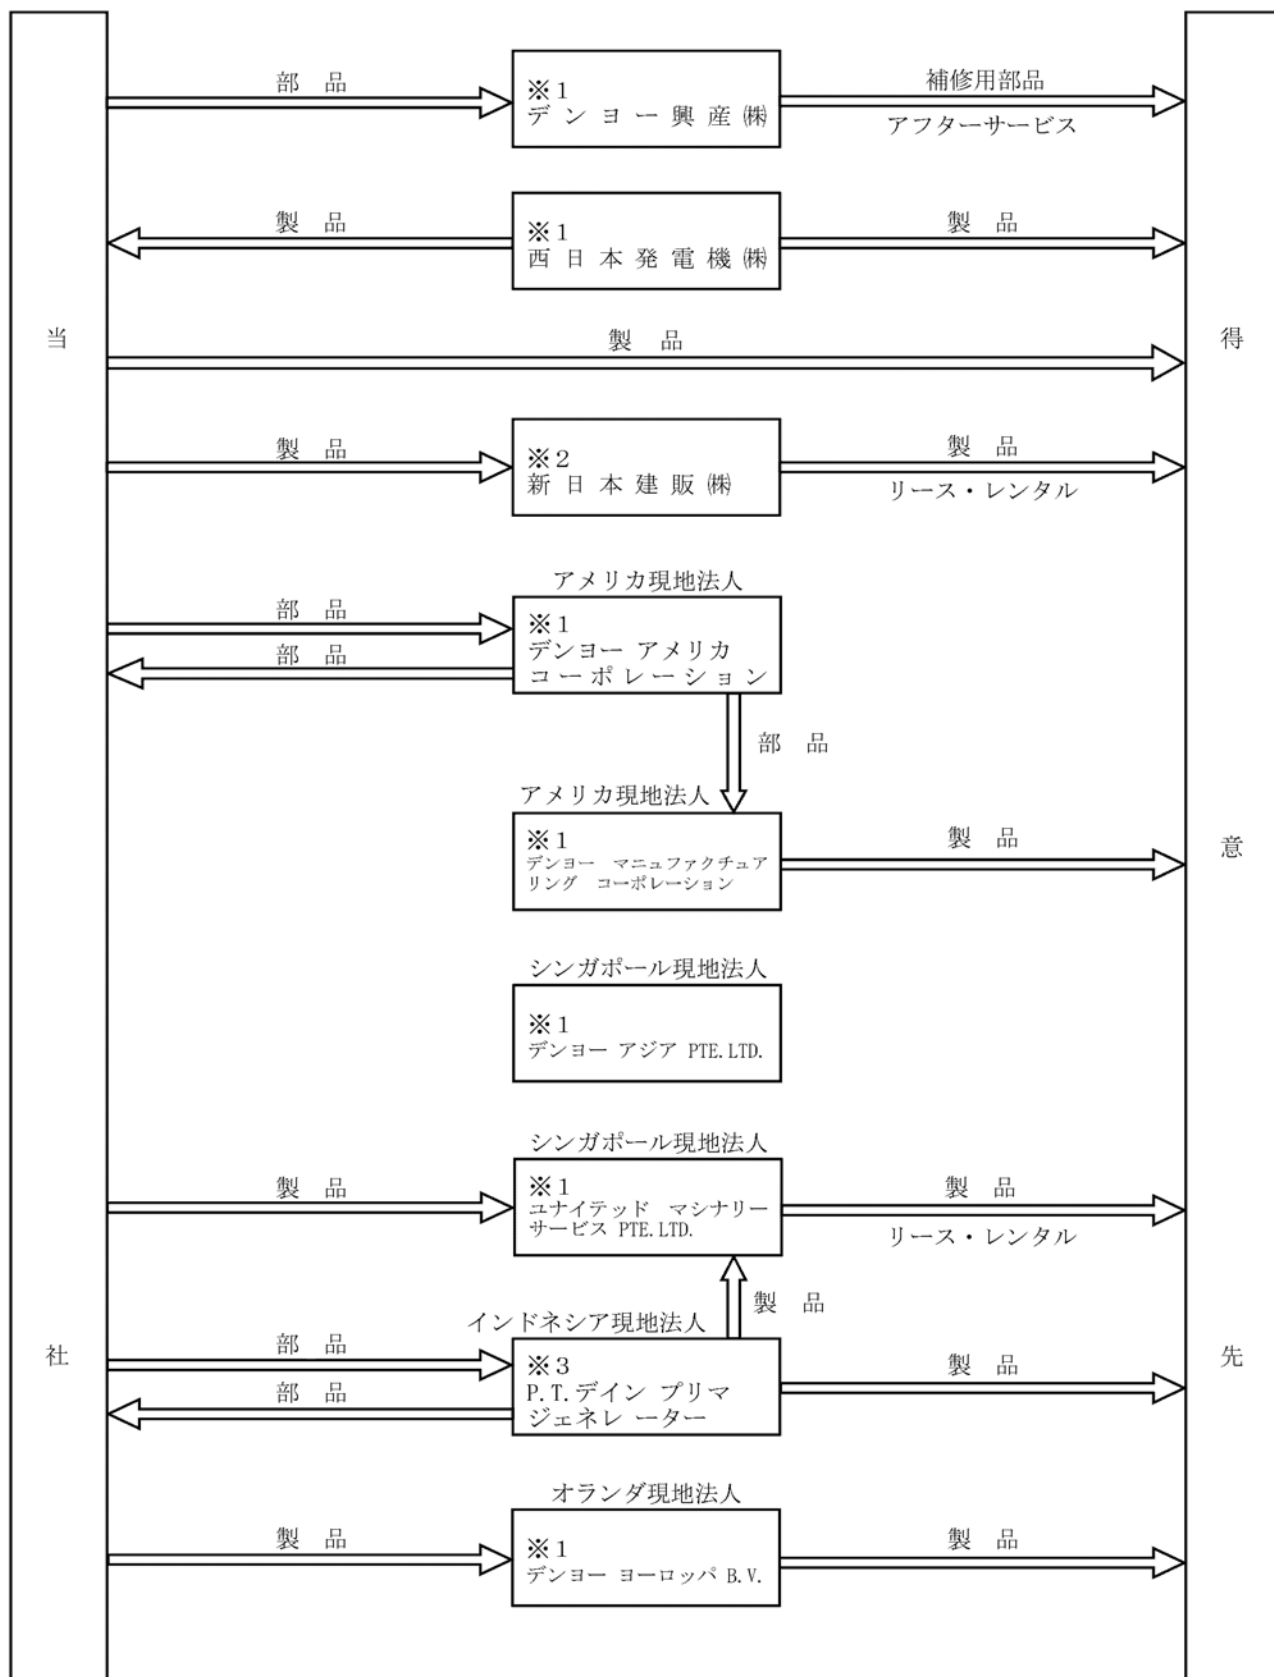 部 品
※1
デンヨー興産㈱
補修用部品
アフターサービス
製 品
※1
西日本発電機㈱
製 品
当
製 品
得
製 品
※2
新日本建販㈱
製 品
リース・レンタル
アメリカ現地法人
部 品
部 品
※1
デンヨー アメリカ
コーポレーション
部 品
アメリカ現地法人
※1
デンヨー マニュファクチュア
リング コーポレーション
製 品
意
シンガポール現地法人
※1
デンヨー アジア PTE.LTD.
シンガポール現地法人
製 品
※1
ユナイテッド マシナリー
サービス PTE.LTD.
製 品
リース・レンタル
製 品
インドネシア現地法人
社
部 品
部 品
※3
P.T.デイン プリマ
ジェネレーター
製 品
先
オランダ現地法人
製 品
※1
デンヨー ヨーロッパ B.V.
製 品